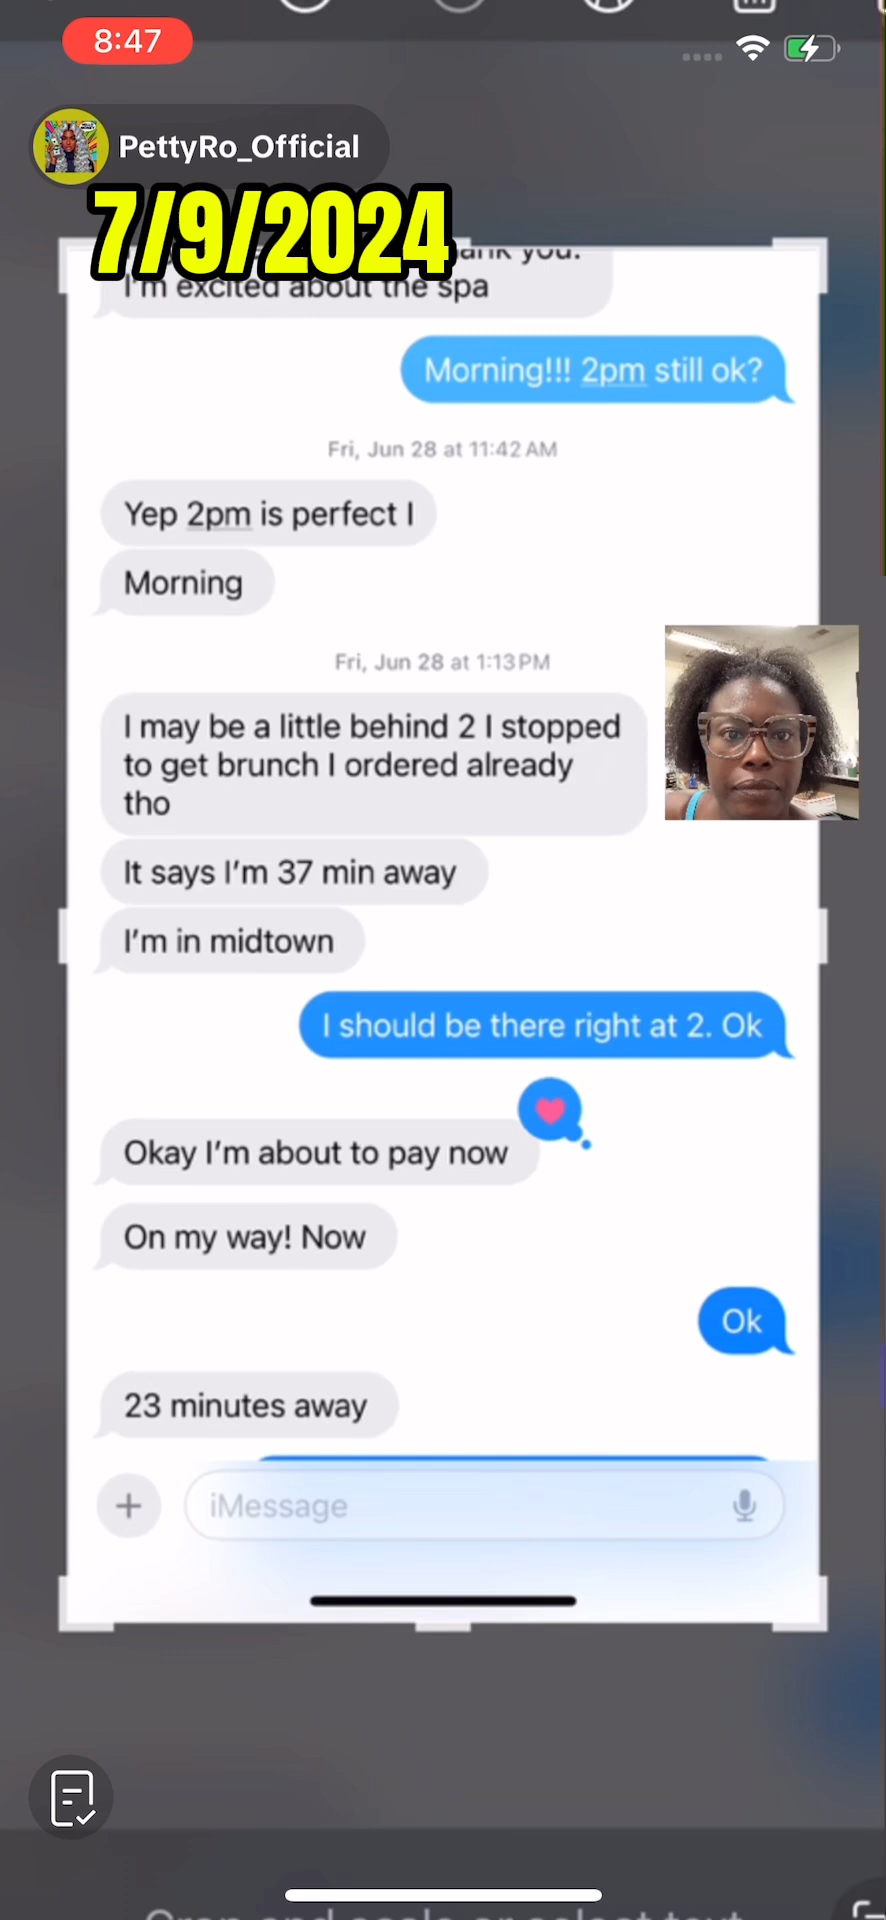 8:47
PettyRo_Official
7/9/2024
you.
I'm excited about the spa
Morning!!! 2pm still ok?
Fri, Jun 28 at 11:42 AM
Yep 2pm is perfect I
Morning
Fri, Jun 28 at 1:13 PM
I may be a little behind 2 I stopped
to get brunch I ordered already
tho
It says I'm 37 min away
I'm in midtown
I should be there right at 2. Ok
Okay I'm about to pay now
On my way! Now
Ok
23 minutes away
iMessage